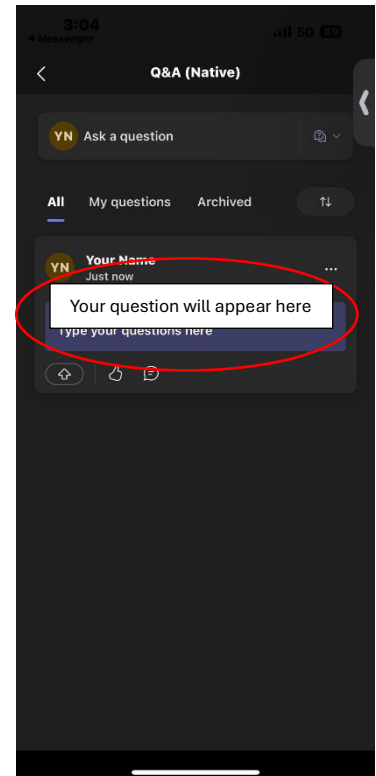 3:04
5G
◄ Messenger
Q&A (Native)
YN Ask a question
All My questions Archived
YN Your Name
Just now
Your question will appear here
Type your questions here